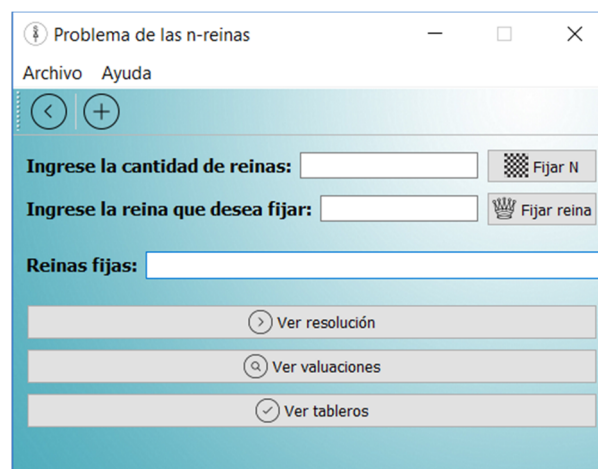 Problema de las n-reinas
Archivo Ayuda
Ingrese la cantidad de reinas: Fijar N
Ingrese la reina que desea fijar: Fijar reina
Reinas fijas:
Ver resolución
Ver valuaciones
Ver tableros